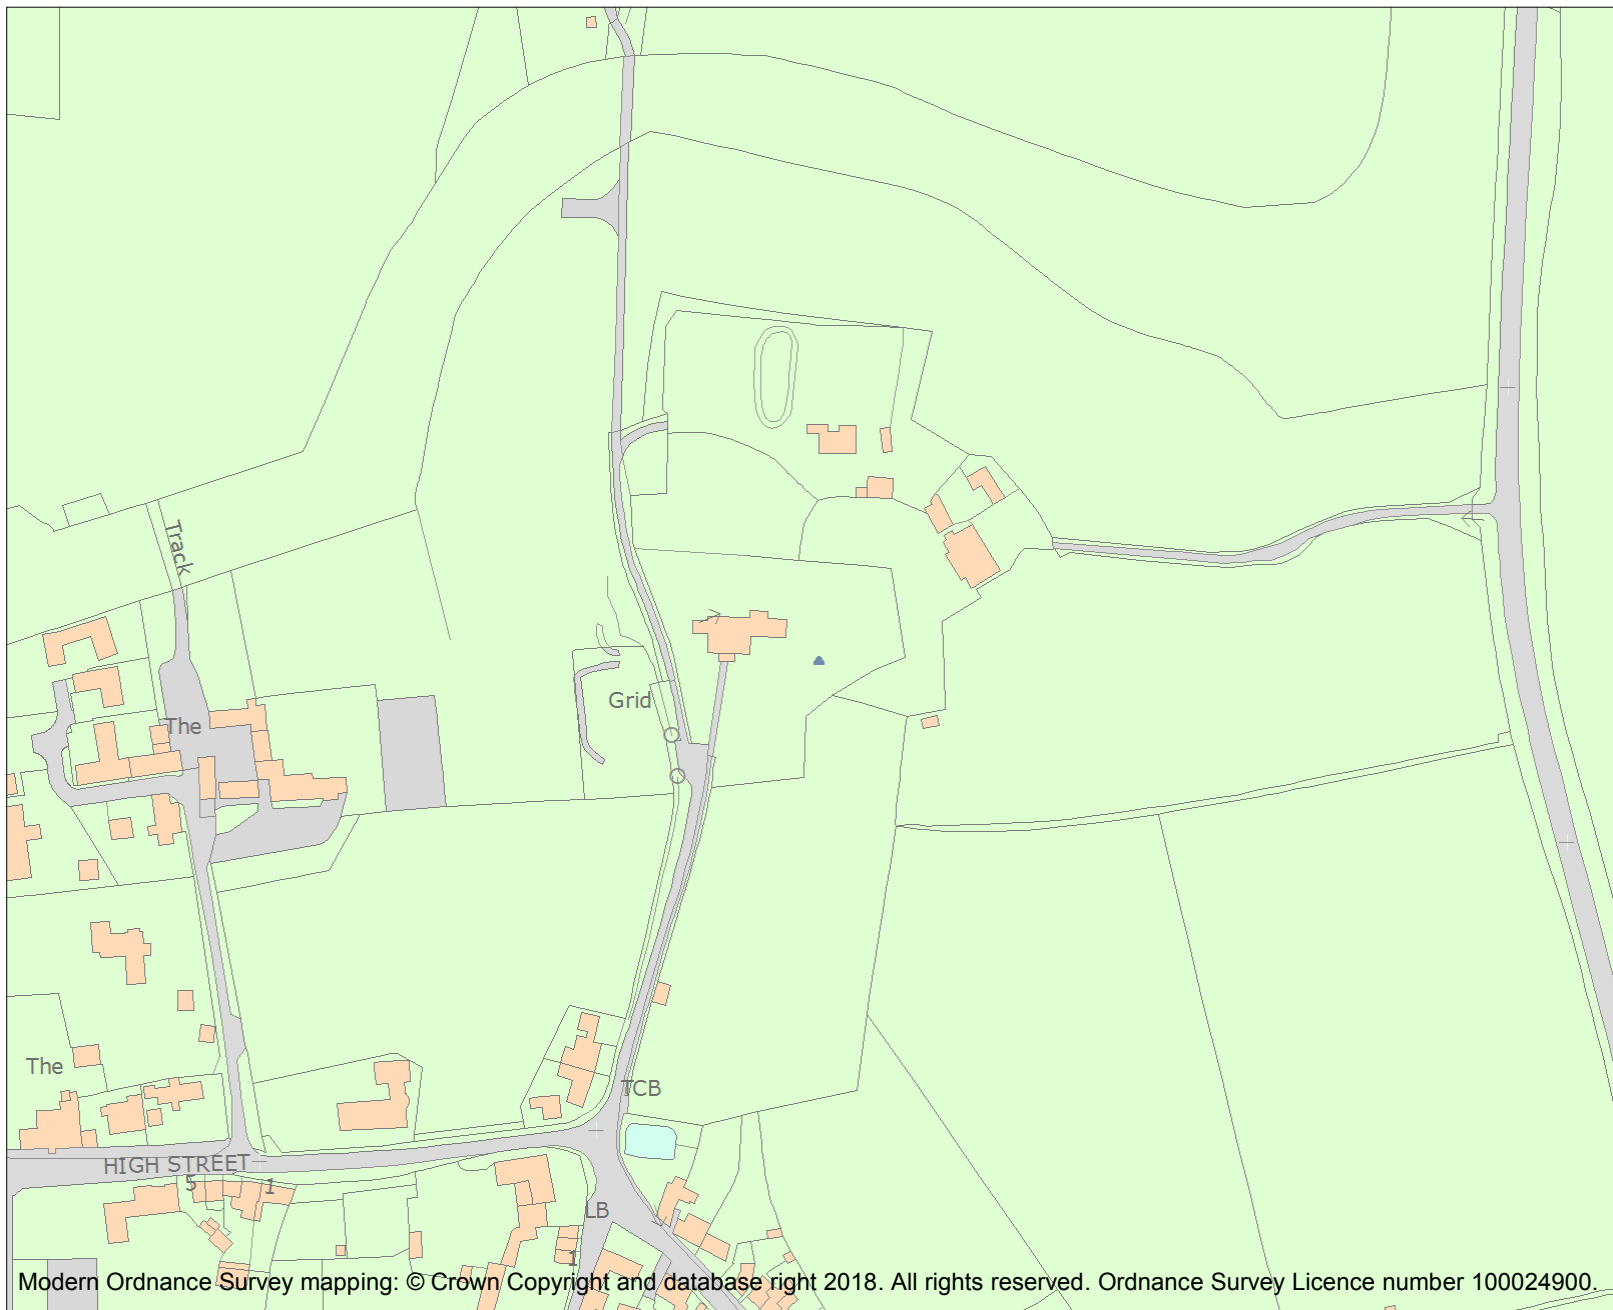 Track
Grid
The
The
TCB
HIGH STREET
5
1
LB
1
Modern Ordnance Survey mapping: © Crown Copyright and database right 2018. All rights reserved. Ordnance Survey Licence number 100024900.